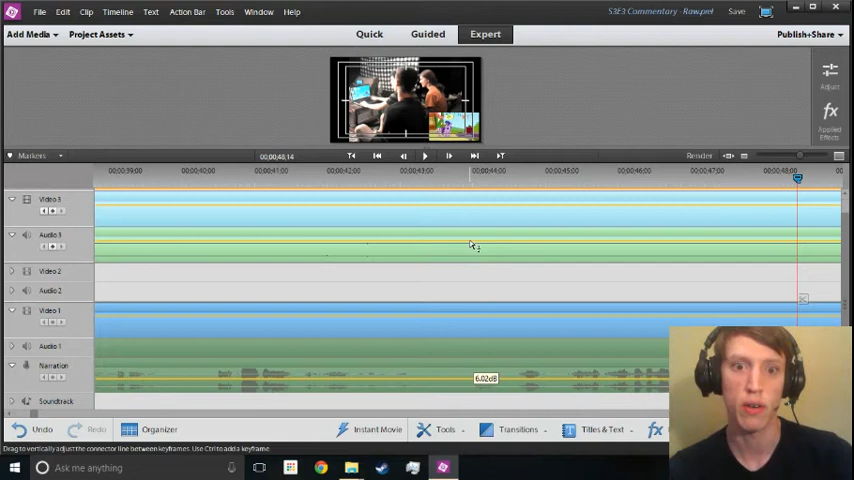 File Edit Clip Timeline Text Action Bar Tools Window Help S3E3 Commentary - Raw.prel Save
Add Media Project Assets Quick Guided Expert Publish+Share
Adjust
fx
Applied Effects
Markers 00;00;48;14 Render
00;00;39;00 00;00;40;00 00;00;41;00 00;00;42;00 00;00;43;00 00;00;44;00 00;00;45;00 00;00;46;00 00;00;47;00 00;00;48;00
Video 3
Audio 3
Video 2
Audio 2
Video 1
Audio 1
Narration
6.02dB
Soundtrack
Undo Redo Organizer Instant Movie Tools Transitions Titles & Text fx
Drag to vertically adjust the connector line between keyframes. Use Ctrl to add a keyframe
Ask me anything